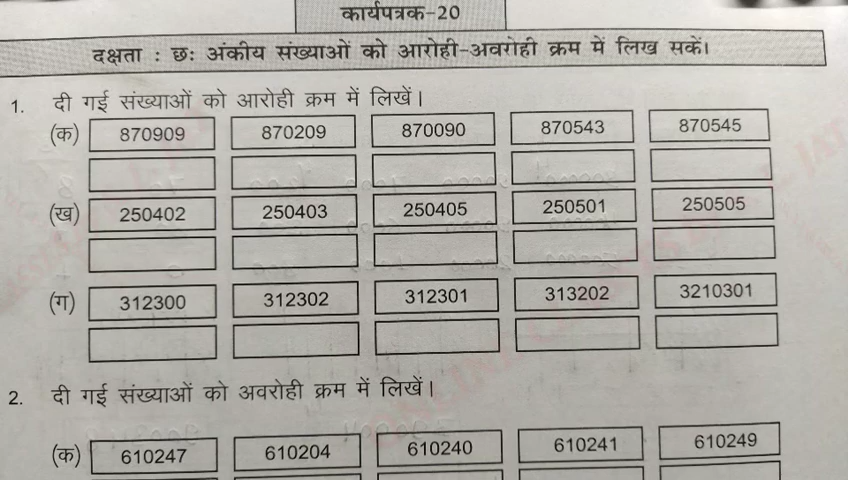 कार्यपत्रक-20
दक्षता : छः अंकीय संख्याओं को आरोही-अवरोही क्रम में लिख सकें।
1. दी गई संख्याओं को आरोही क्रम में लिखें।
(क) 870909 870209 870090 870543 870545
(ख) 250402 250403 250405 250501 250505
(ग) 312300 312302 312301 313202 3210301
2. दी गई संख्याओं को अवरोही क्रम में लिखें।
(क) 610247 610204 610240 610241 610249